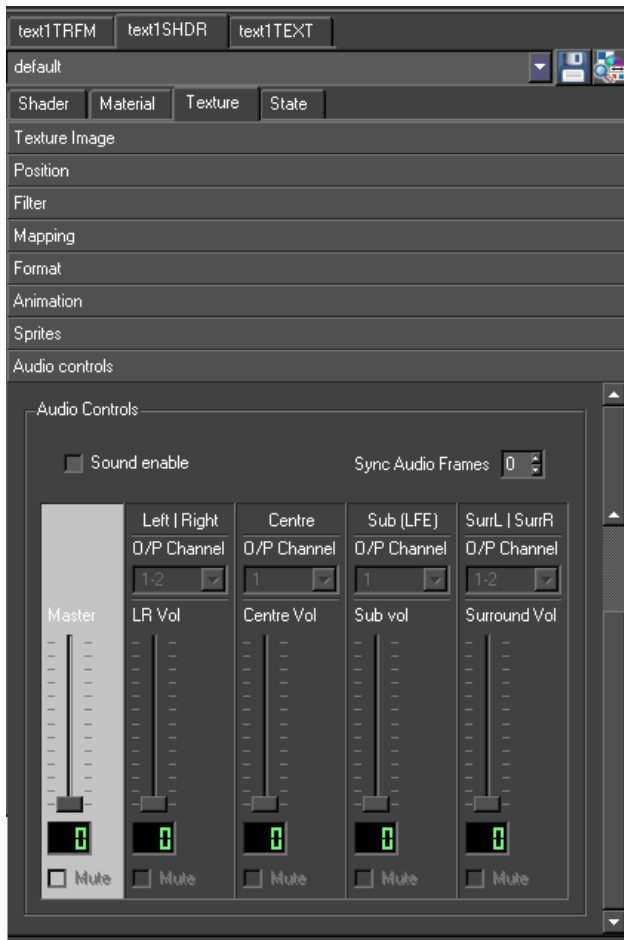 text1TRFM text1SHDR text1TEXT
default
Shader Material Texture State
Texture Image
Position
Filter
Mapping
Format
Animation
Sprites
Audio controls
Audio Controls
Sound enable Sync Audio Frames 0
Left | Right Centre Sub (LFE) SurrL | SurrR
O/P Channel O/P Channel O/P Channel O/P Channel
1-2 1 1 1-2
Master LR Vol Centre Vol Sub vol Surround Vol
0 0 0 0 0
Mute Mute Mute Mute Mute